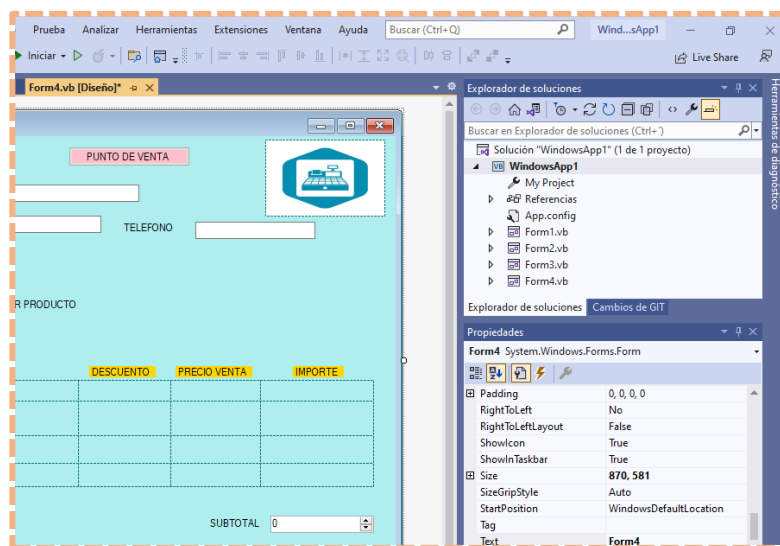 Prueba Analizar Herramientas Extensiones Ventana Ayuda Buscar (Ctrl+Q) Wind...sApp1
Iniciar Live Share
Form4.vb [Diseño]*
PUNTO DE VENTA
TELEFONO
R PRODUCTO
DESCUENTO PRECIO VENTA IMPORTE
SUBTOTAL 0
Explorador de soluciones
Buscar en Explorador de soluciones (Ctrl+´)
Solución "WindowsApp1" (1 de 1 proyecto)
VB WindowsApp1
My Project
Referencias
App.config
Form1.vb
Form2.vb
Form3.vb
Form4.vb
Explorador de soluciones Cambios de GIT
Propiedades
Form4 System.Windows.Forms.Form
Padding 0, 0, 0, 0
RightToLeft No
RightToLeftLayout False
ShowIcon True
ShowInTaskbar True
Size 870, 581
SizeGripStyle Auto
StartPosition WindowsDefaultLocation
Tag
Text Form4
Herramientas de diagnóstico